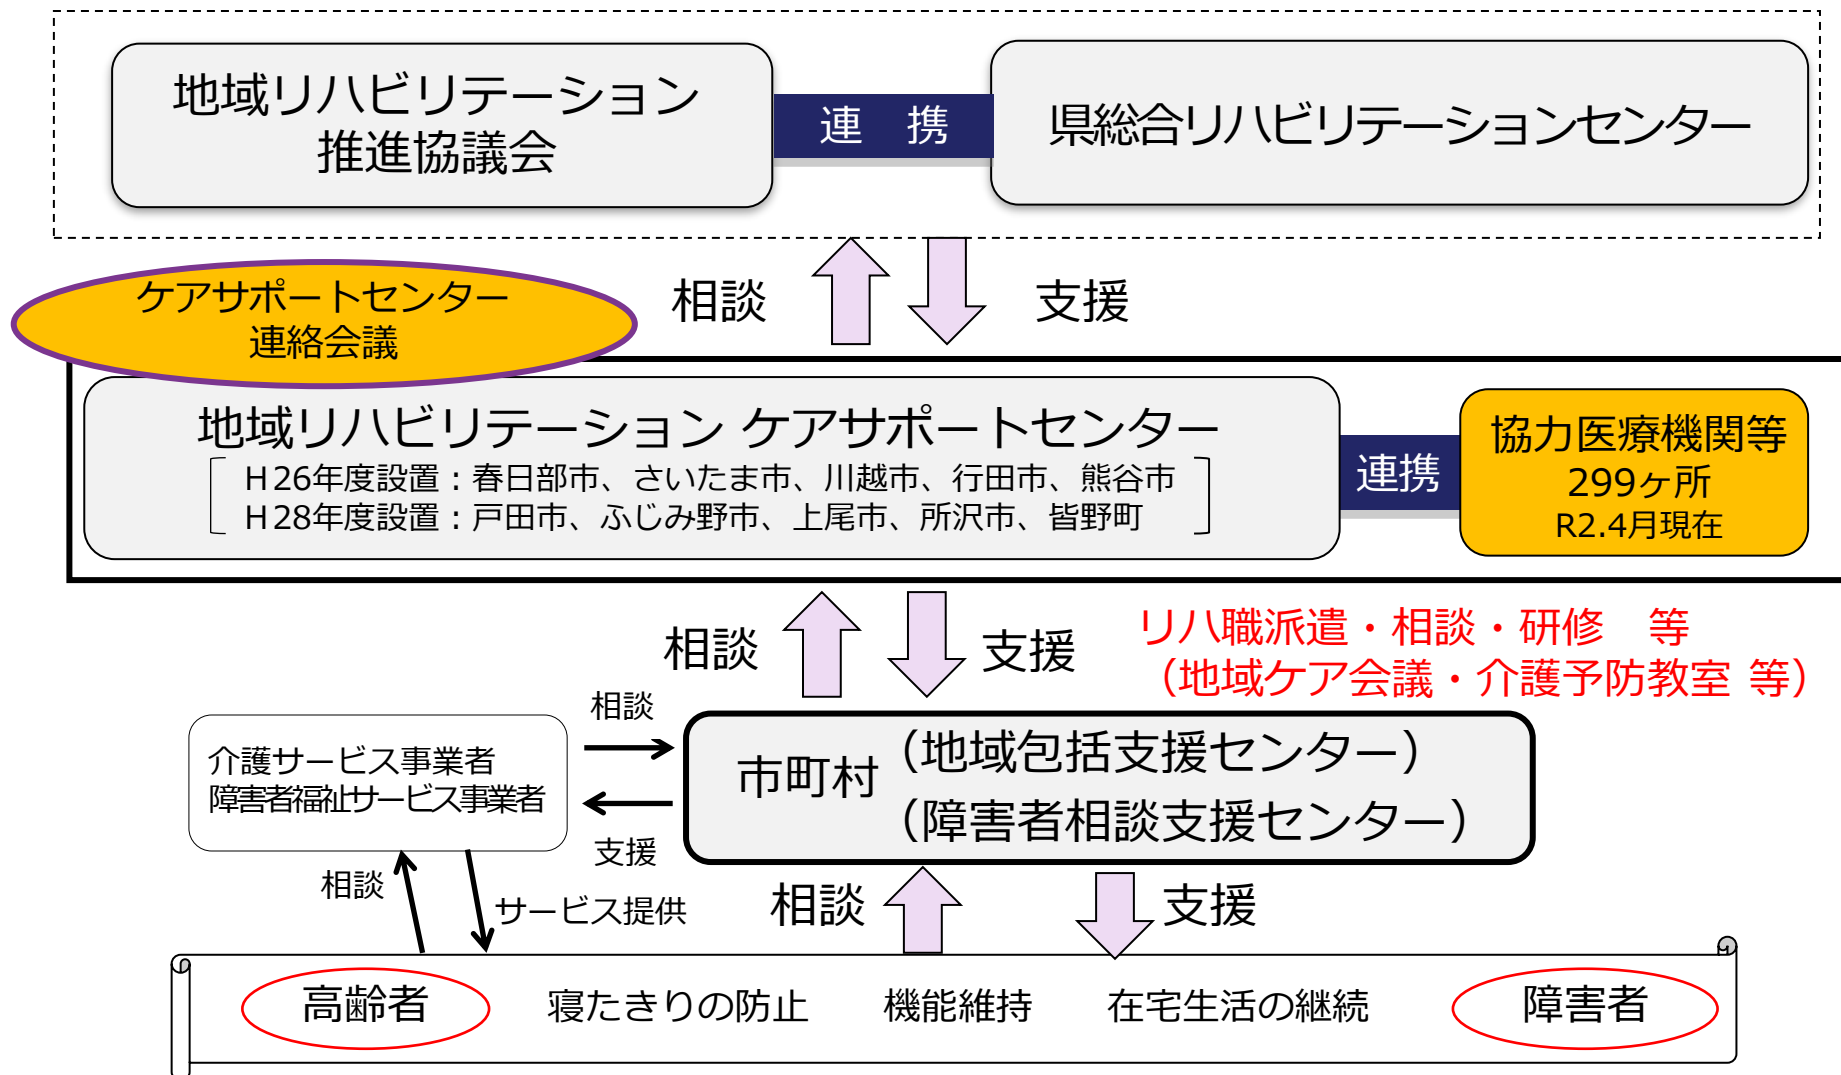 地域リハビリテーション
推進協議会
連　携
県総合リハビリテーションセンター
相談
支援
ケアサポートセンター
連絡会議
地域リハビリテーション ケアサポートセンター
Ｈ26年度設置：春日部市、さいたま市、川越市、行田市、熊谷市
Ｈ28年度設置：戸田市、ふじみ野市、上尾市、所沢市、皆野町
連携
協力医療機関等
299ヶ所
R2.4月現在
相談
支援
リハ職派遣・相談・研修　等
（地域ケア会議・介護予防教室 等）
相談
介護サービス事業者
障害者福祉サービス事業者
支援
市町村
（地域包括支援センター）
（障害者相談支援センター）
相談
サービス提供
相談
支援
高齢者
寝たきりの防止
機能維持
在宅生活の継続
障害者